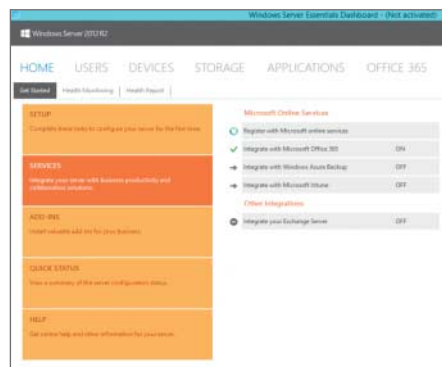 Windows Server Essentials Dashboard - (Not activated)
Windows Server 2012 R2
HOME USERS DEVICES STORAGE APPLICATIONS OFFICE 365
Get Started Health Monitoring Health Report
SETUP
Complete these tasks to configure your server for the first time.
SERVICES
Integrate your server with business productivity and
collaboration solutions.
ADD-INS
Install valuable add-ins for your business.
QUICK STATUS
View a summary of the server configuration status.
HELP
Get online help and other information for your server.
Microsoft Online Services
Register with Microsoft online services
Integrate with Microsoft Office 365 ON
Integrate with Windows Azure Backup OFF
Integrate with Microsoft Intune OFF
Other Integrations
Integrate your Exchange Server OFF